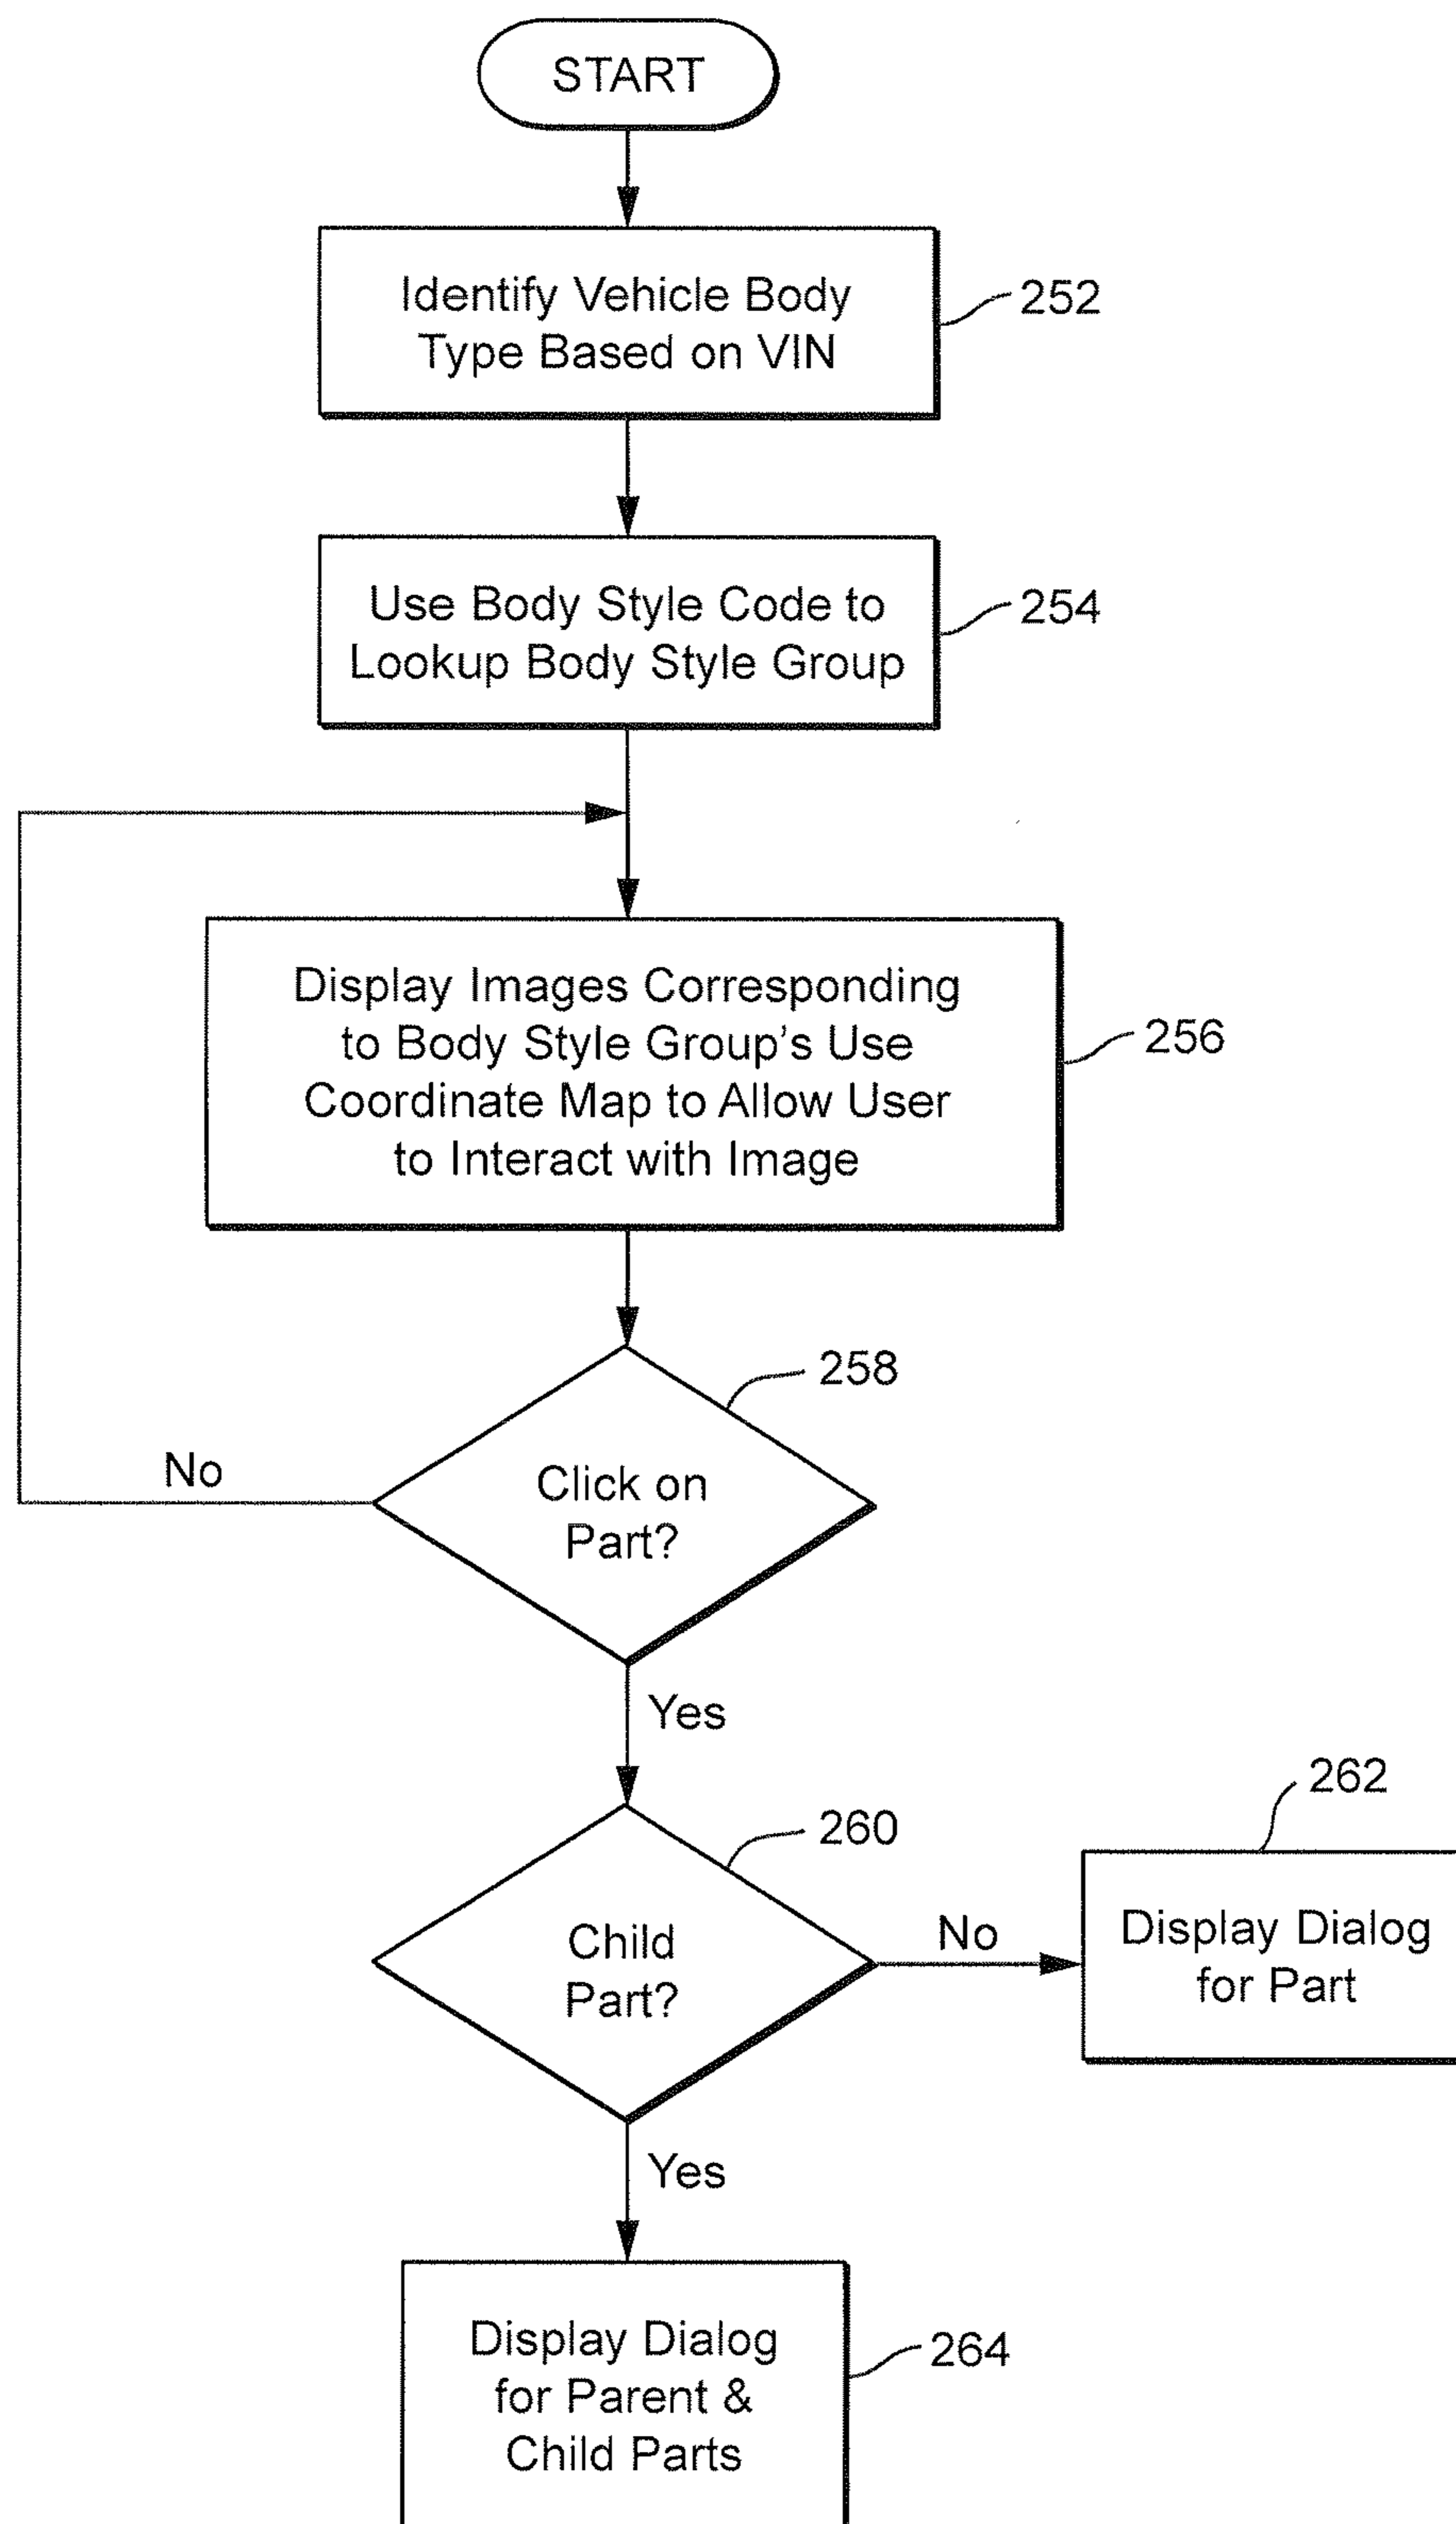 START
Identify Vehicle Body
Type Based on VIN
252
Use Body Style Code to
Lookup Body Style Group
254
Display Images Corresponding
to Body Style Group's Use
Coordinate Map to Allow User
to Interact with Image
256
258
Click on
Part?
No
Yes
260
Child
Part?
No
262
Display Dialog
for Part
Yes
Display Dialog
for Parent &
Child Parts
264